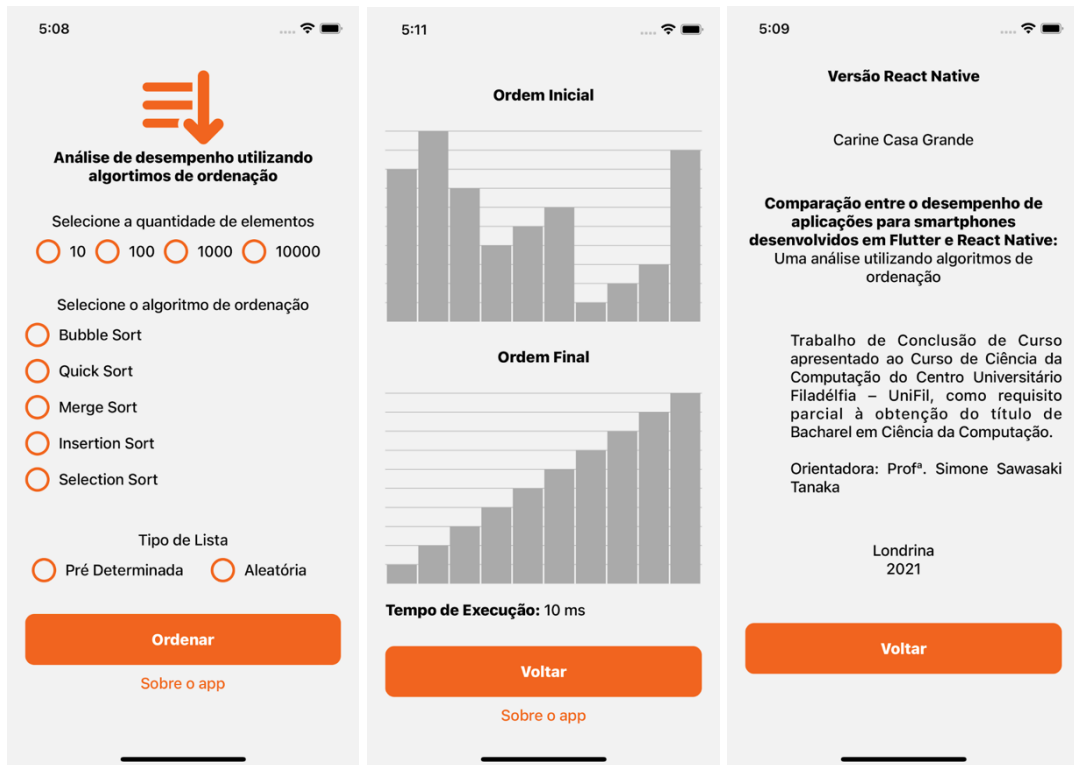 5:08
Análise de desempenho utilizando
algortimos de ordenação
Selecione a quantidade de elementos
10 100 1000 10000
Selecione o algoritmo de ordenação
Bubble Sort
Quick Sort
Merge Sort
Insertion Sort
Selection Sort
Tipo de Lista
Pré Determinada Aleatória
Ordenar
Sobre o app
5:11
Ordem Inicial
Ordem Final
Tempo de Execução: 10 ms
Voltar
Sobre o app
5:09
Versão React Native
Carine Casa Grande
Comparação entre o desempenho de
aplicações para smartphones
desenvolvidos em Flutter e React Native:
Uma análise utilizando algoritmos de
ordenação
Trabalho de Conclusão de Curso
apresentado ao Curso de Ciência da
Computação do Centro Universitário
Filadélfia – UniFil, como requisito
parcial à obtenção do título de
Bacharel em Ciência da Computação.
Orientadora: Profª. Simone Sawasaki
Tanaka
Londrina
2021
Voltar